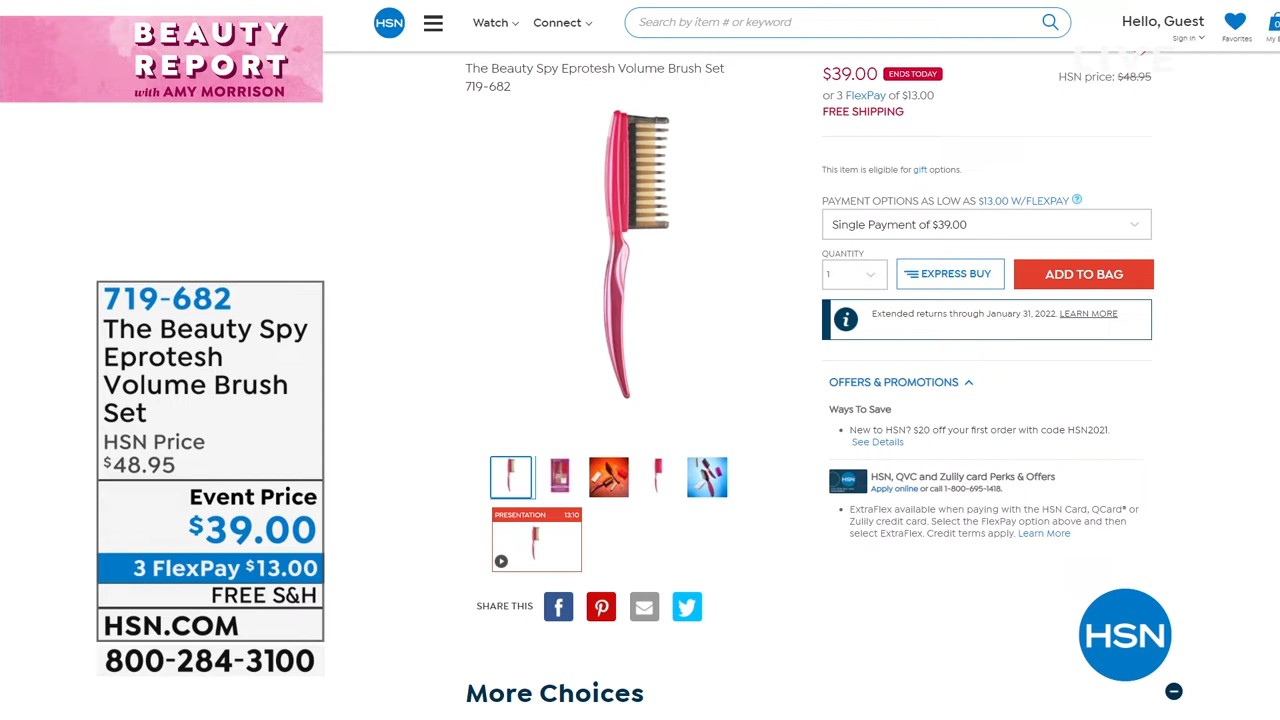 BEAUTY
REPORT
with AMY MORRISON
HSN
Watch
Connect
Search by item # or keyword
Hello, Guest
Sign In
Favorites
0
LIVE
The Beauty Spy Eprotesh Volume Brush Set
719-682
$39.00 ENDS TODAY
HSN price: $48.95
or 3 FlexPay of $13.00
FREE SHIPPING
This item is eligible for gift options.
PAYMENT OPTIONS AS LOW AS $13.00 W/FLEXPAY ?
Single Payment of $39.00
QUANTITY
1
EXPRESS BUY
ADD TO BAG
i
Extended returns through January 31, 2022. LEARN MORE
OFFERS & PROMOTIONS
Ways To Save
• New to HSN? $20 off your first order with code HSN2021.
See Details
HSN, QVC and Zulily card Perks & Offers
Apply online or call 1-800-695-1418.
• ExtraFlex available when paying with the HSN Card, QCard® or
Zulily credit card. Select the FlexPay option above and then
select ExtraFlex. Credit terms apply. Learn More
PRESENTATION 13:10
SHARE THIS
More Choices
719-682
The Beauty Spy
Eprotesh
Volume Brush
Set
HSN Price
$48.95
Event Price
$39.00
3 FlexPay $13.00
FREE S&H
HSN.COM
800-284-3100
HSN